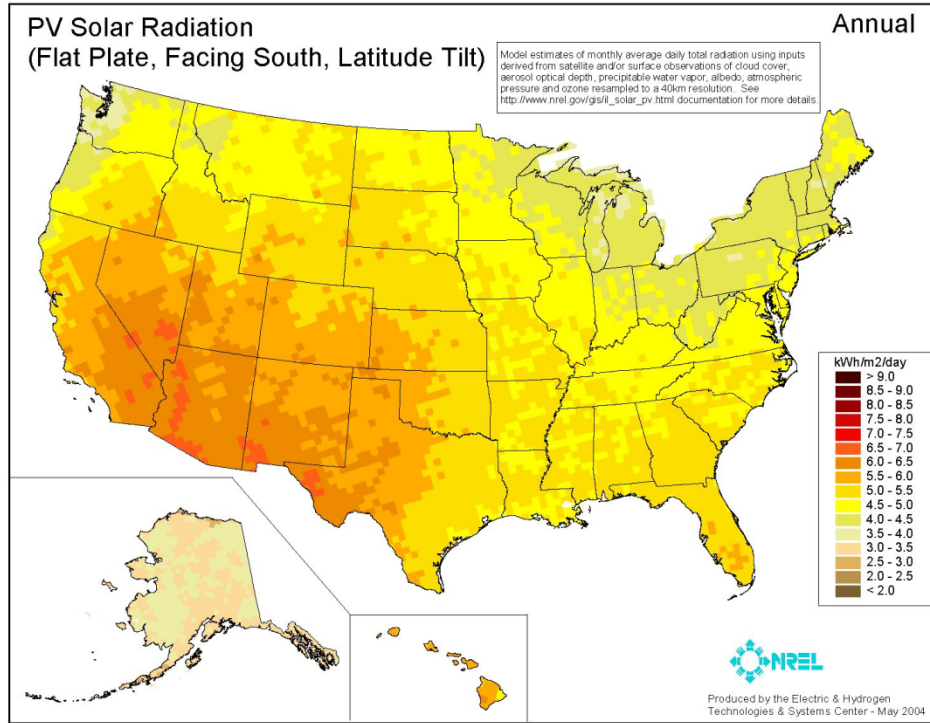 PV Solar Radiation
(Flat Plate, Facing South, Latitude Tilt)
Annual
Model estimates of monthly average daily total radiation using inputs
derived from satellite and/or surface observations of cloud cover,
aerosol optical depth, precipitable water vapor, albedo, atmospheric
pressure and ozone resampled to a 40km resolution. See
http://www.nrel.gov/gis/il_solar_pv.html documentation for more details.
kWh/m2/day
> 9.0
8.5 - 9.0
8.0 - 8.5
7.5 - 8.0
7.0 - 7.5
6.5 - 7.0
6.0 - 6.5
5.5 - 6.0
5.0 - 5.5
4.5 - 5.0
4.0 - 4.5
3.5 - 4.0
3.0 - 3.5
2.5 - 3.0
2.0 - 2.5
< 2.0
NREL
Produced by the Electric & Hydrogen
Technologies & Systems Center - May 2004